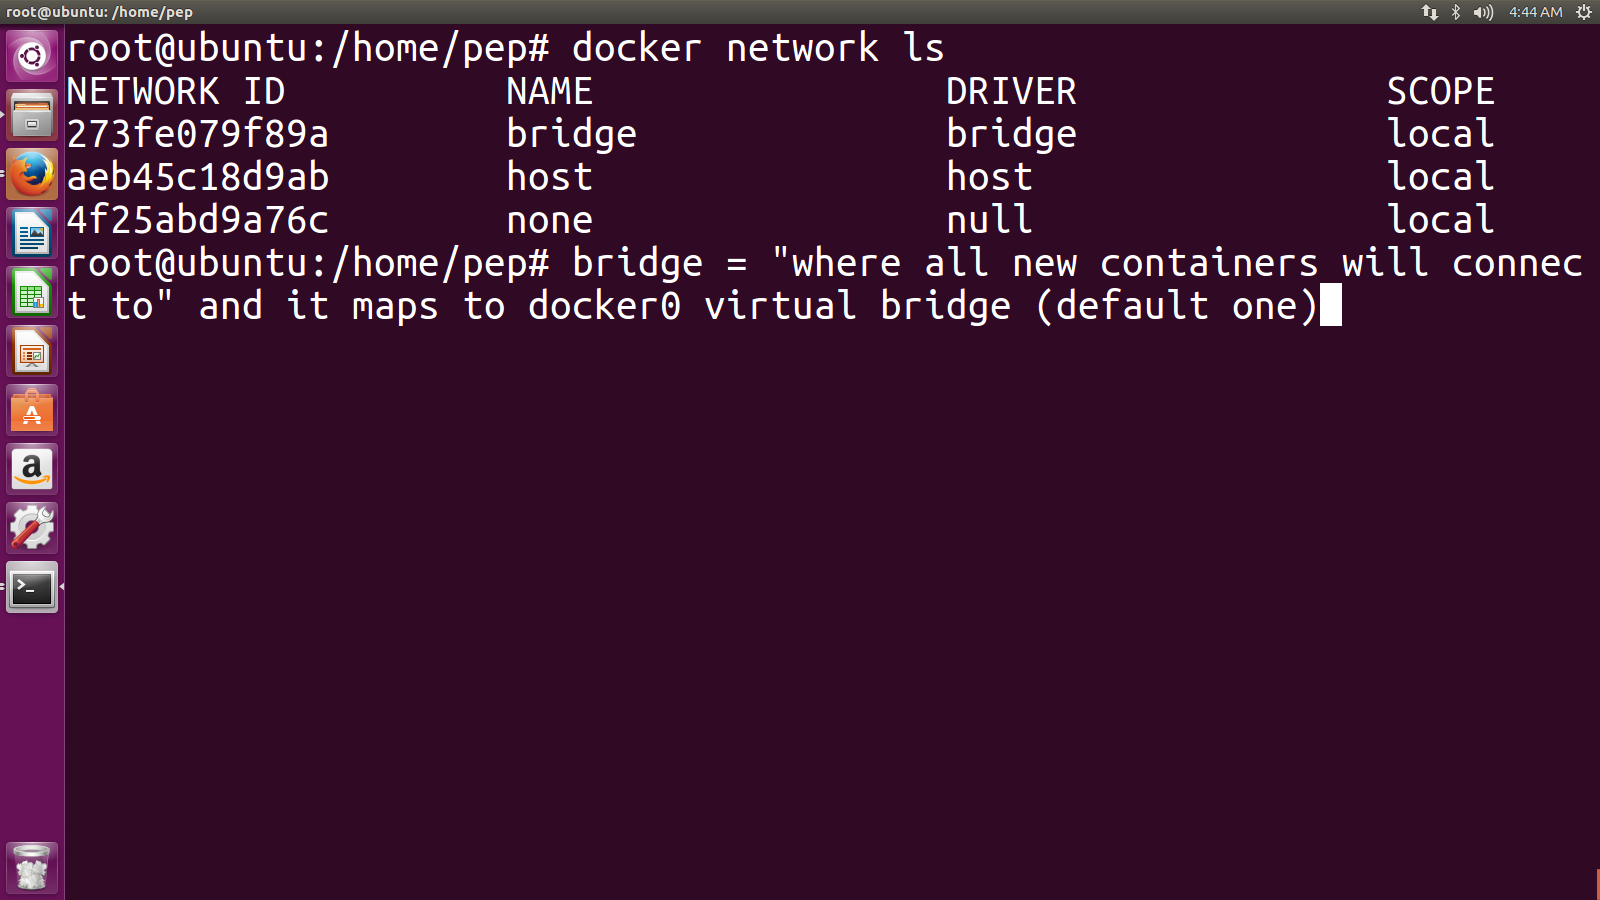 root@ubuntu: /home/pep
4:44 AM
root@ubuntu:/home/pep# docker network ls
NETWORK ID NAME DRIVER SCOPE
273fe079f89a bridge bridge local
aeb45c18d9ab host host local
4f25abd9a76c none null local
root@ubuntu:/home/pep# bridge = "where all new containers will connec
t to" and it maps to docker0 virtual bridge (default one)